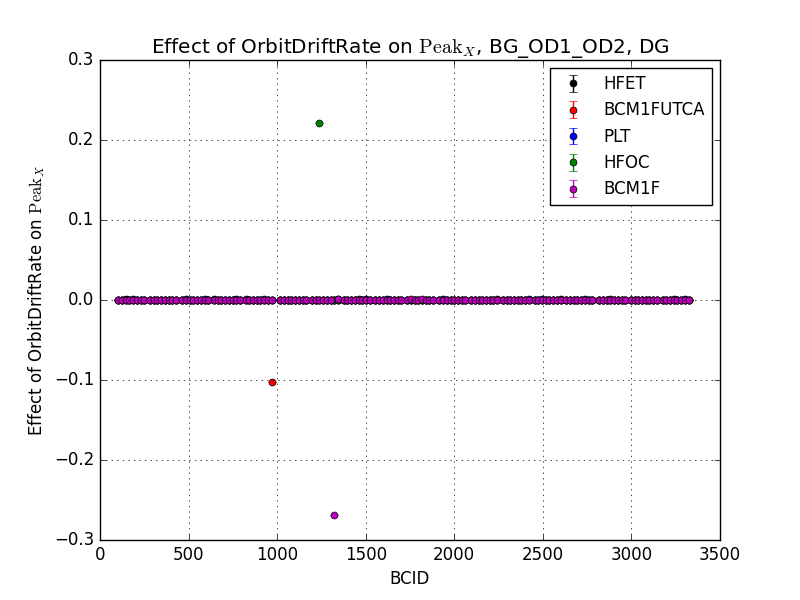 Effect of OrbitDriftRate on Peak_X, BG_OD1_OD2, DG
HFET
BCM1FUTCA
PLT
HFOC
BCM1F
Effect of OrbitDriftRate on Peak_X
0.3
0.2
0.1
0.0
−0.1
−0.2
−0.3
0 500 1000 1500 2000 2500 3000 3500
BCID